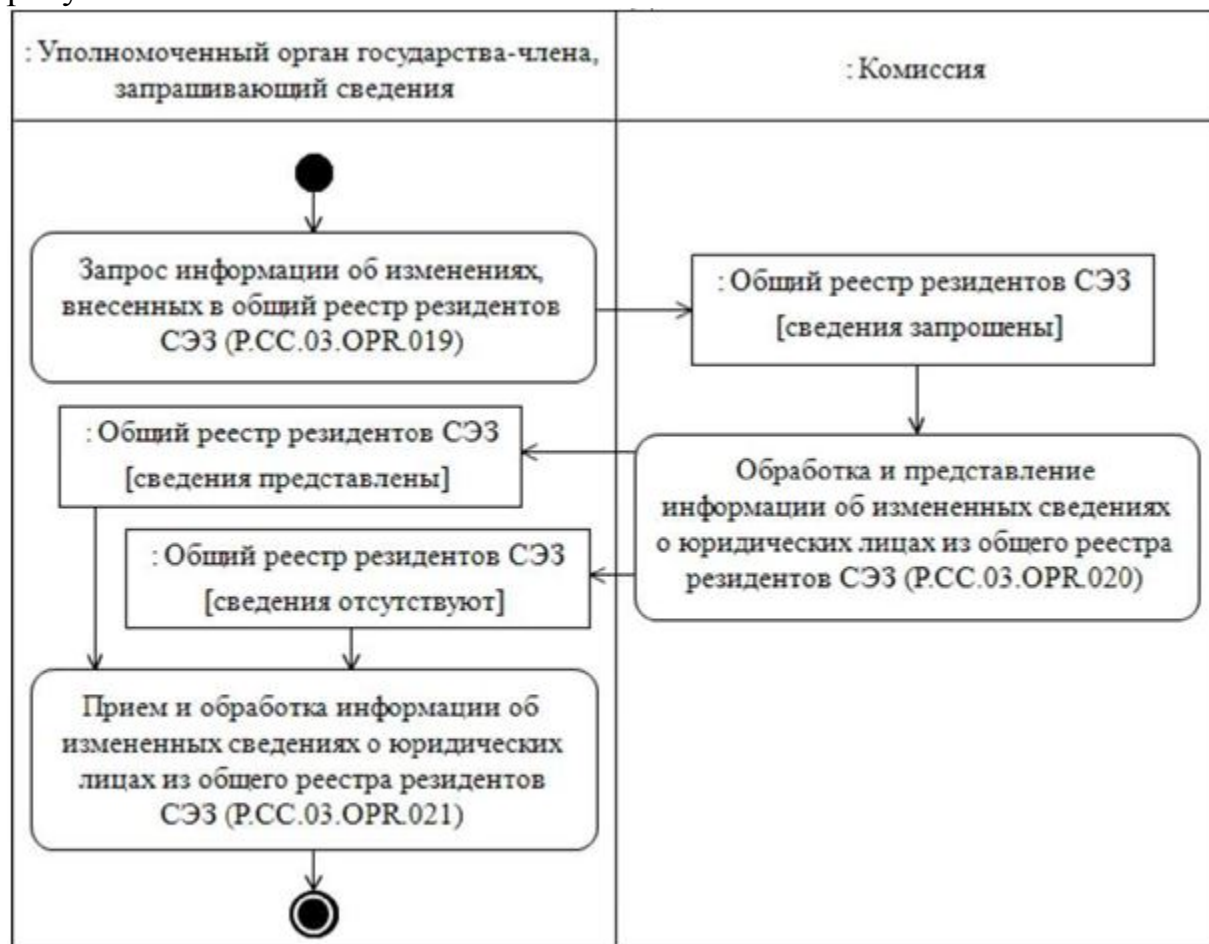 : Уполномоченный орган государства-члена,
запрашивающий сведения
: Комиссия
Запрос информации об изменениях,
внесенных в общий реестр резидентов
СЭЗ (P.CC.03.OPR.019)
: Общий реестр резидентов СЭЗ
[сведения запрошены]
: Общий реестр резидентов СЭЗ
[сведения представлены]
Обработка и представление
информации об измененных сведениях
о юридических лицах из общего реестра
резидентов СЭЗ (P.CC.03.OPR.020)
: Общий реестр резидентов СЭЗ
[сведения отсутствуют]
Прием и обработка информации об
измененных сведениях о юридических
лицах из общего реестра резидентов
СЭЗ (P.CC.03.OPR.021)